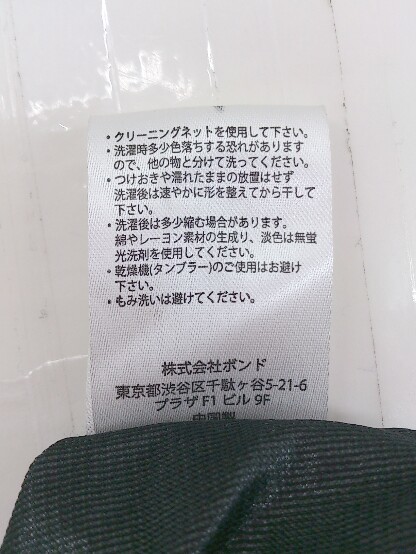 ・クリーニングネットを使用して下さい。
・洗濯時多少色落ちする恐れがあります
ので、他の物と分けて洗ってください。
・つけおきや濡れたままの放置はせず
洗濯後は速やかに形を整えてから干して
下さい。
・洗濯後は多少縮む場合があります。
綿やレーヨン素材の生成り、淡色は無蛍
光洗剤を使用してください。
・乾燥機(タンブラー)のご使用はお避け
下さい。
・もみ洗いは避けてください。
株式会社ボンド
東京都渋谷区千駄ヶ谷5-21-6
プラザF1 ビル 9F
中国製